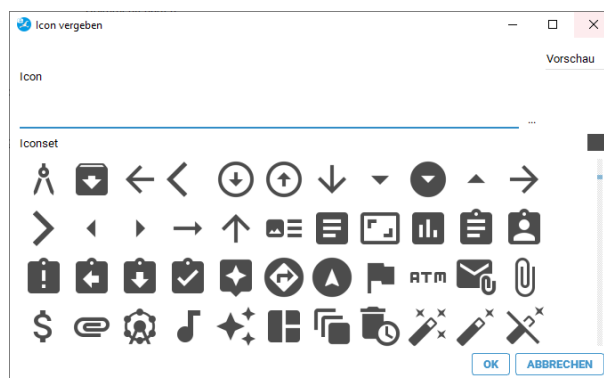 Icon vergeben
Vorschau
Icon
...
Iconset
ATM
OK
ABBRECHEN